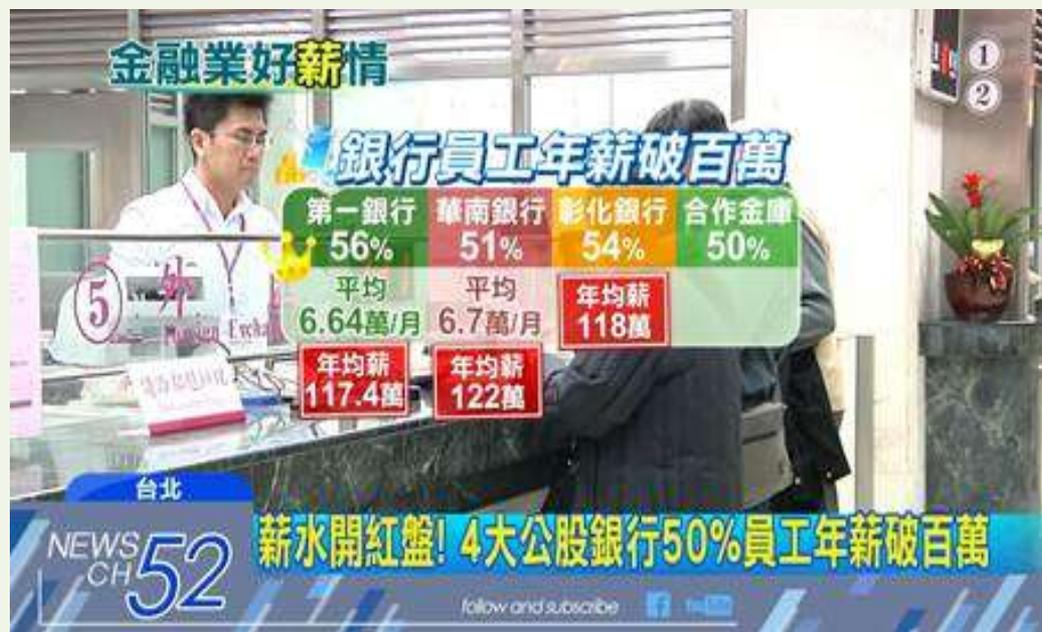 金融業好薪情
①
②
銀行員工年薪破百萬
第一銀行 華南銀行 彰化銀行 合作金庫
56% 51% 54% 50%
平均 平均 年均薪
6.64萬/月 6.7萬/月 118萬
年均薪 年均薪
117.4萬 122萬
⑤ 外
台北
薪水開紅盤! 4大公股銀行50%員工年薪破百萬
NEWS
CH 52
follow and subscribe